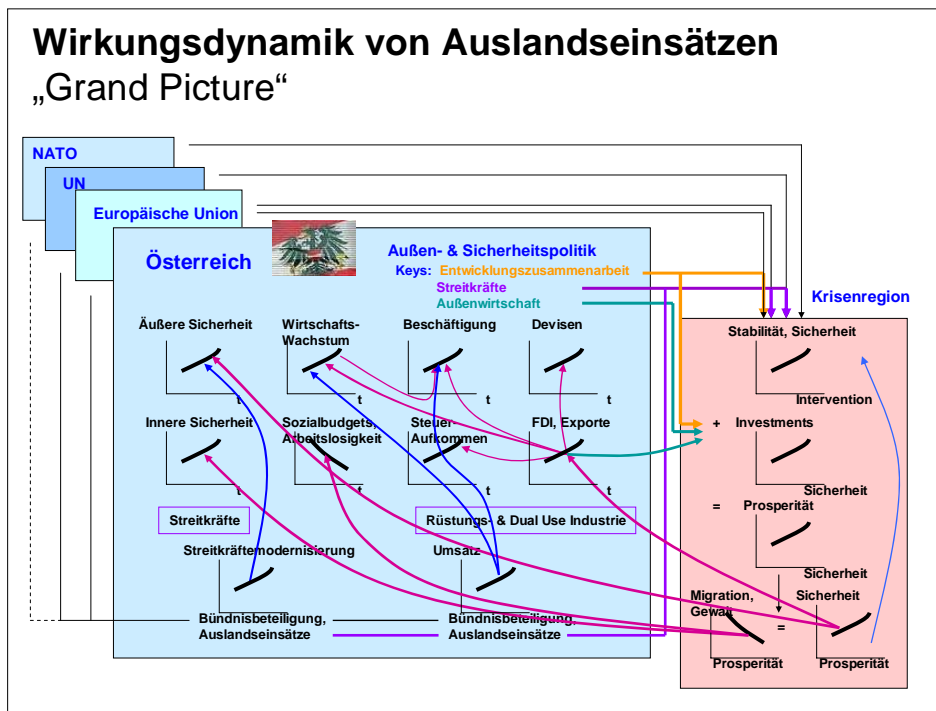 Wirkungsdynamik von Auslandseinsätzen
„Grand Picture“
NATO
UN
Europäische Union
Österreich
Außen- & Sicherheitspolitik
Keys: Entwicklungszusammenarbeit
Streitkräfte
Außenwirtschaft
Krisenregion
Äußere Sicherheit
t
Wirtschafts-
Wachstum
t
Beschäftigung
t
Devisen
t
Innere Sicherheit
t
Sozialbudgets,
Arbeitslosigkeit
t
Steuer-
Aufkommen
t
FDI, Exporte
t
Streitkräfte
Rüstungs- & Dual Use Industrie
Streitkräftemodernisierung
Umsatz
Bündnisbeteiligung,
Auslandseinsätze
Bündnisbeteiligung,
Auslandseinsätze
Stabilität, Sicherheit
Intervention
+ Investments
Sicherheit
= Prosperität
Sicherheit
Migration,
Gewalt
Prosperität
=
Sicherheit
Prosperität